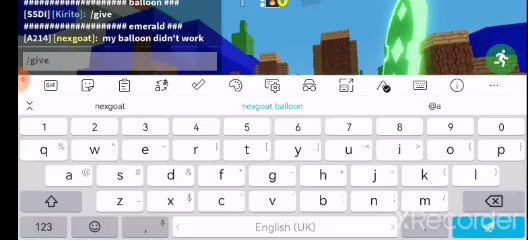 #################### balloon ###
[SSDI] [Kirito]: /give
#################### emerald ###
[A214] [nexgoat]: my balloon didn't work
/give
GIF
nexgoat nexgoat balloon @a
1 2 3 4 5 6 7 8 9 0
q% w^ e~ r| t[ y] u< i> o{ p}
a@ s# d& f* g- h+ j= k( l)
z- x$ c" v' b: n; m/
123 , English (UK)
XRecorder